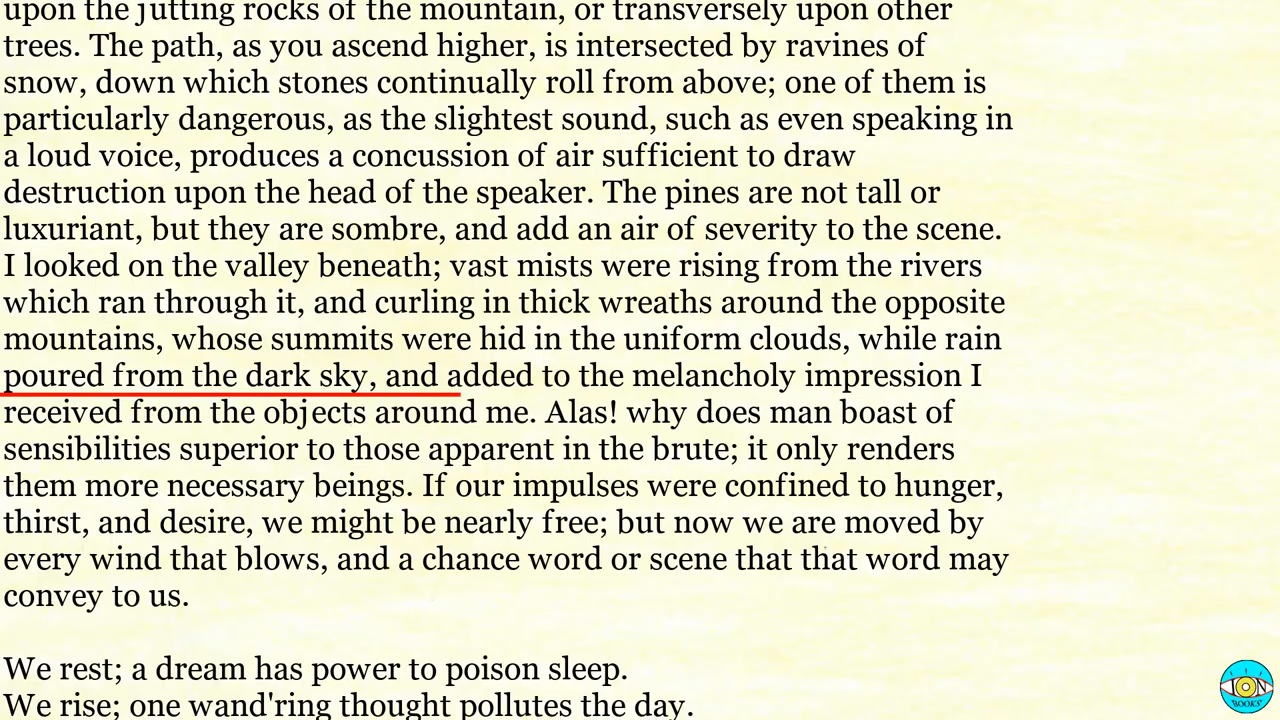 upon the jutting rocks of the mountain, or transversely upon other
trees. The path, as you ascend higher, is intersected by ravines of
snow, down which stones continually roll from above; one of them is
particularly dangerous, as the slightest sound, such as even speaking in
a loud voice, produces a concussion of air sufficient to draw
destruction upon the head of the speaker. The pines are not tall or
luxuriant, but they are sombre, and add an air of severity to the scene.
I looked on the valley beneath; vast mists were rising from the rivers
which ran through it, and curling in thick wreaths around the opposite
mountains, whose summits were hid in the uniform clouds, while rain
poured from the dark sky, and added to the melancholy impression I
received from the objects around me. Alas! why does man boast of
sensibilities superior to those apparent in the brute; it only renders
them more necessary beings. If our impulses were confined to hunger,
thirst, and desire, we might be nearly free; but now we are moved by
every wind that blows, and a chance word or scene that that word may
convey to us.
We rest; a dream has power to poison sleep.
We rise; one wand'ring thought pollutes the day.
ION
BOOKS